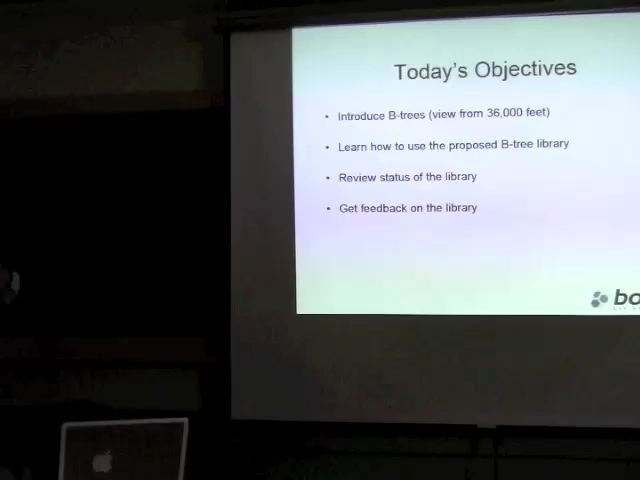 Today's Objectives
• Introduce B-trees (view from 36,000 feet)
• Learn how to use the proposed B-tree library
• Review status of the library
• Get feedback on the library
bo